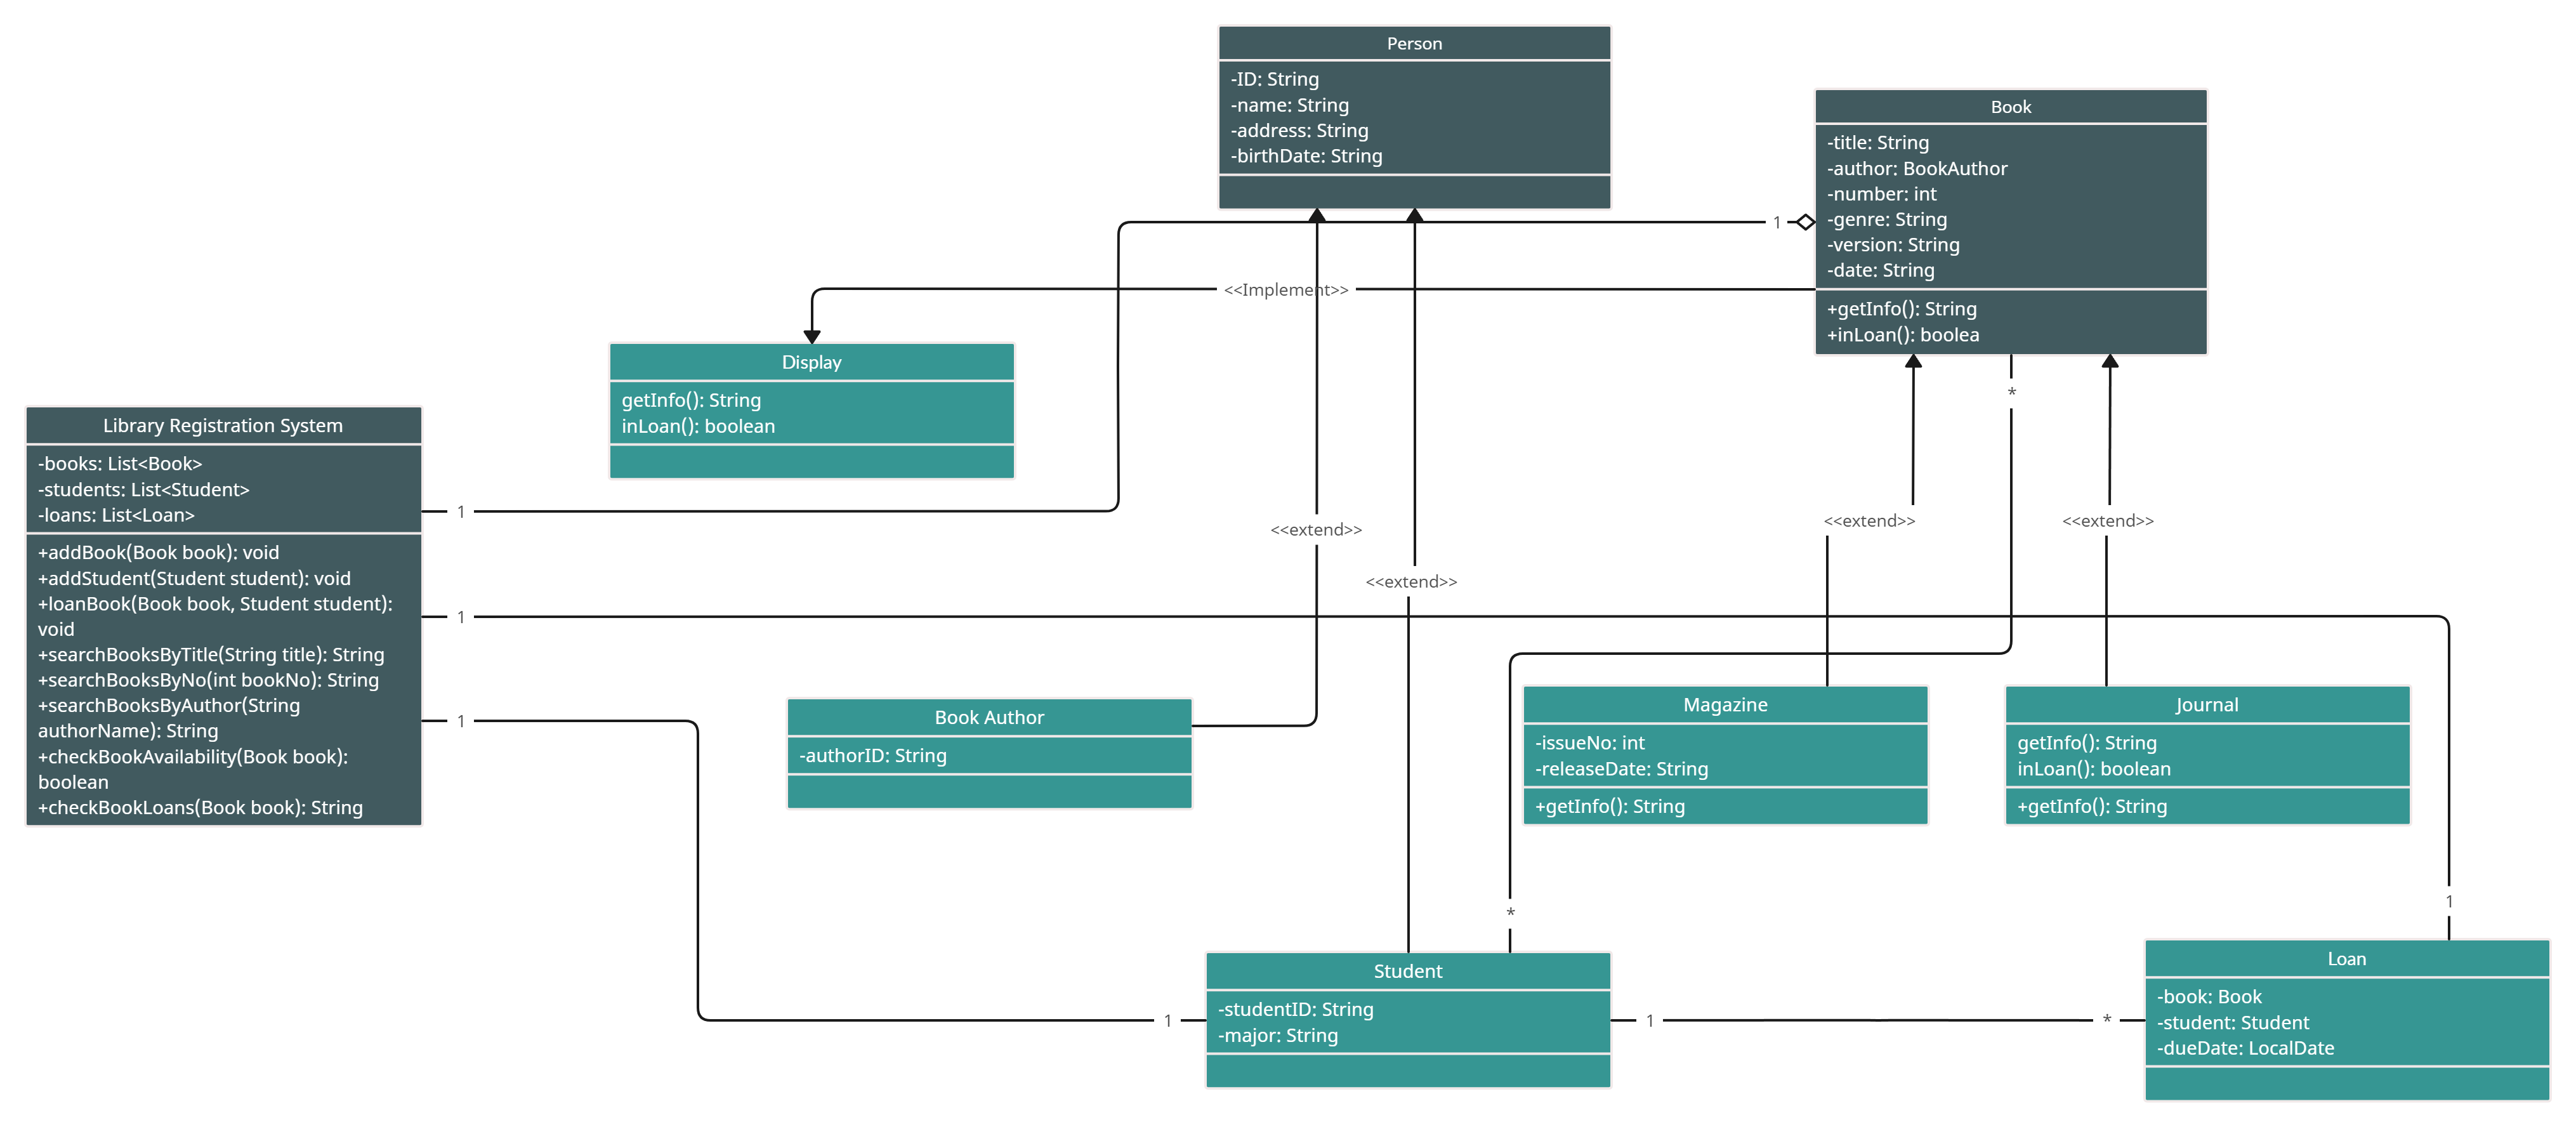 Person
-ID: String
-name: String
-address: String
-birthDate: String
Book
-title: String
-author: BookAuthor
-number: int
-genre: String
-version: String
-date: String
+getInfo(): String
+inLoan(): boolea
1
<<Implement>>
Display
getInfo(): String
inLoan(): boolean
*
Library Registration System
-books: List<Book>
-students: List<Student>
-loans: List<Loan>
+addBook(Book book): void
+addStudent(Student student): void
+loanBook(Book book, Student student):
void
+searchBooksByTitle(String title): String
+searchBooksByNo(int bookNo): String
+searchBooksByAuthor(String
authorName): String
+checkBookAvailability(Book book):
boolean
+checkBookLoans(Book book): String
1
1
1
<<extend>>
<<extend>>
<<extend>>
<<extend>>
Book Author
-authorID: String
Magazine
-issueNo: int
-releaseDate: String
+getInfo(): String
Journal
getInfo(): String
inLoan(): boolean
+getInfo(): String
*
1
Student
-studentID: String
-major: String
1
1
*
Loan
-book: Book
-student: Student
-dueDate: LocalDate